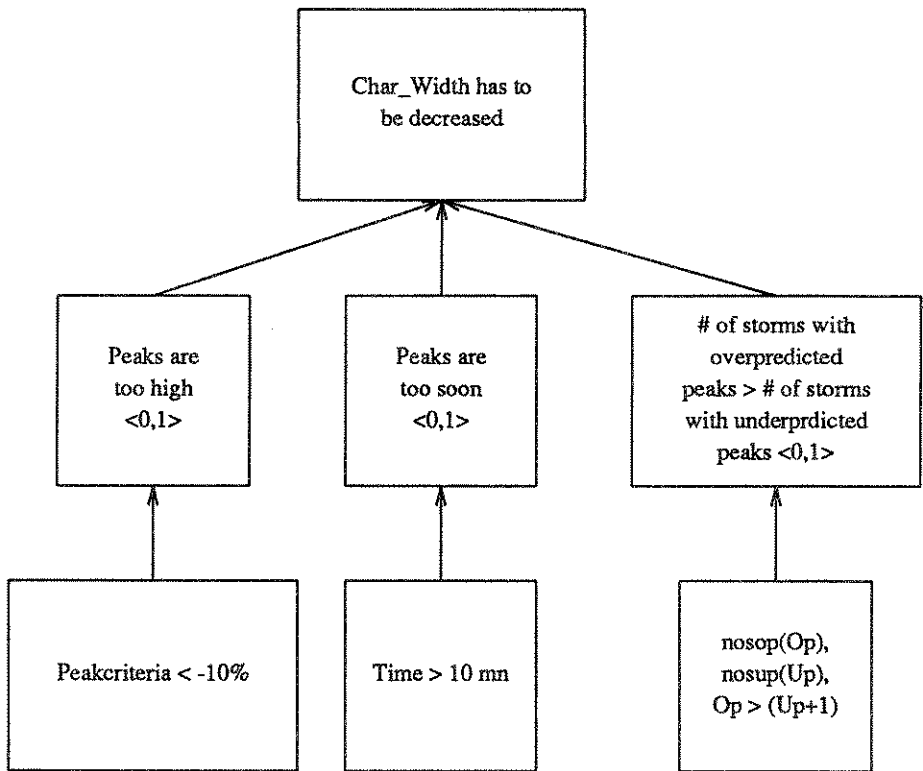 Char_Width has to
be decreased
Peaks are
too high
<0,1>
Peaks are
too soon
<0,1>
# of storms with
overpredicted
peaks > # of storms
with underprdicted
peaks <0,1>
Peakcriteria < -10%
Time > 10 mn
nosop(Op),
nosup(Up),
Op > (Up+1)